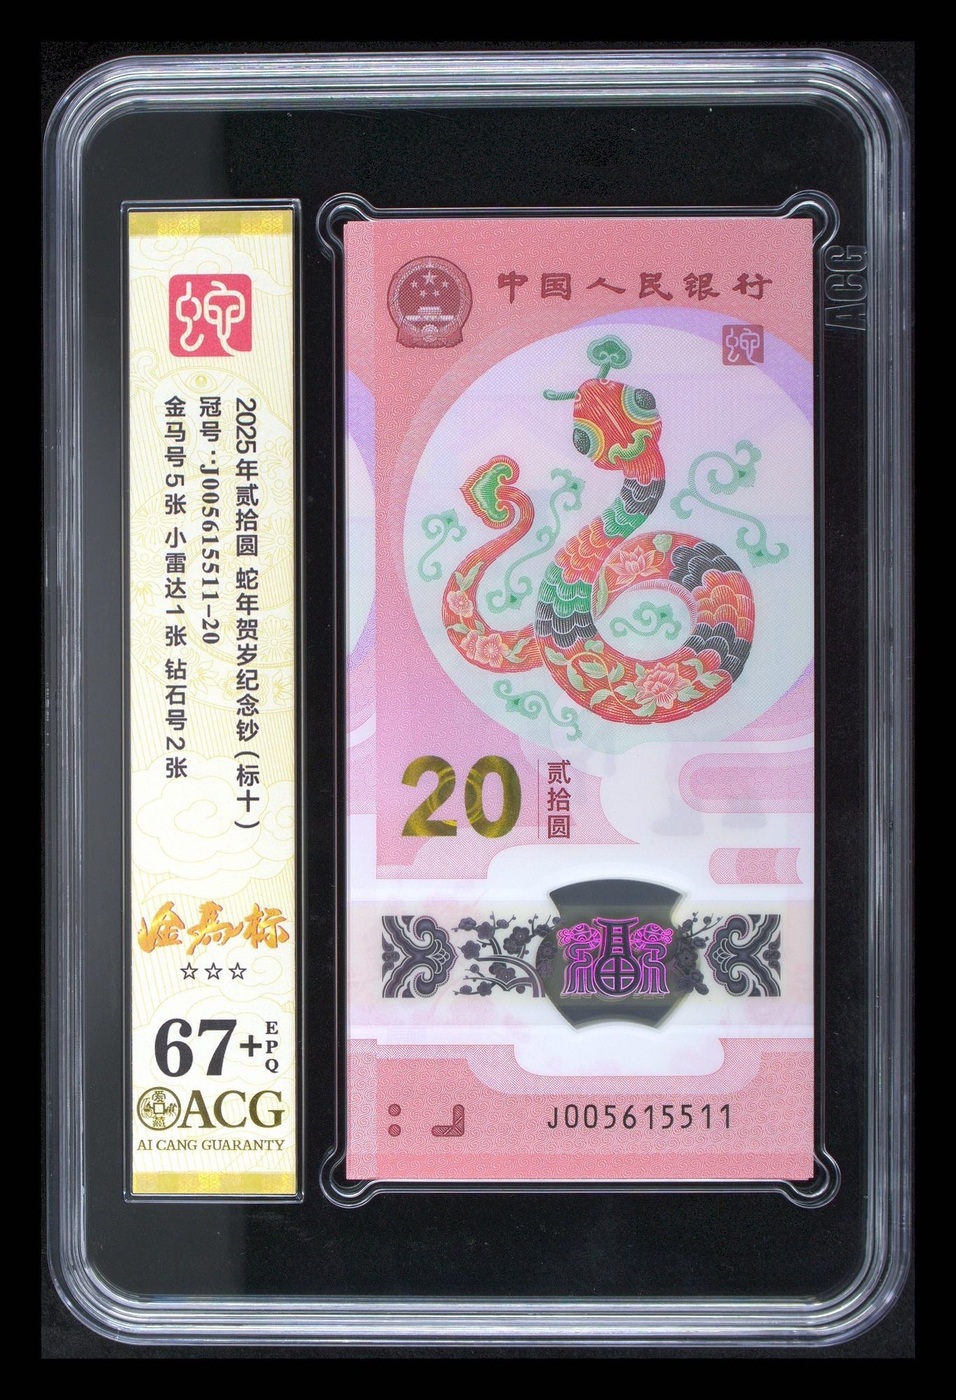 蛇
2025年贰拾圆 蛇年贺岁纪念钞（标十）
冠号：J005615511-20
金马号5张 小雷达1张 钻石号2张
金马标
☆☆☆
67+EPQ
ACG
AI CANG GUARANTY
中国人民银行
蛇
20 贰拾圆
福
J005615511
ACG